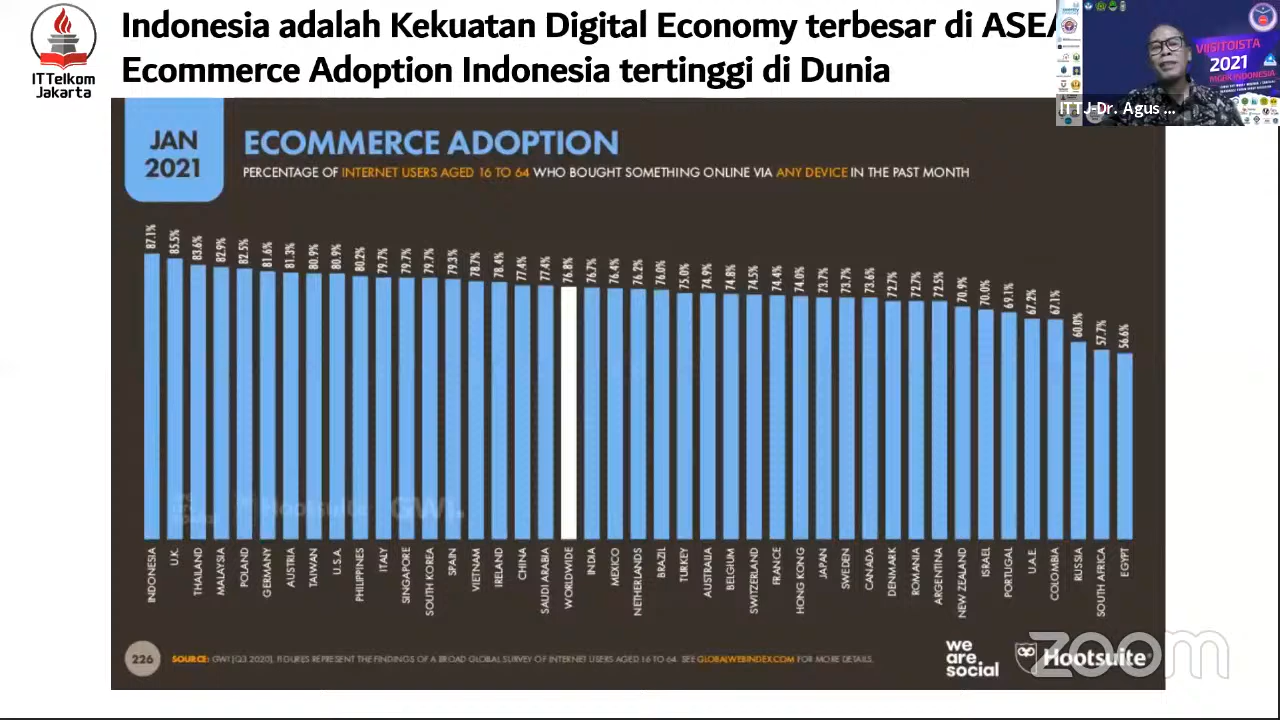 Indonesia adalah Kekuatan Digital Economy terbesar di ASEA
Ecommerce Adoption Indonesia tertinggi di Dunia
ITTelkom
Jakarta
VIISITOISTA
2021
MGBKINDONESIA
ITTJ-Dr. Agus ...
JAN
2021
ECOMMERCE ADOPTION
PERCENTAGE OF INTERNET USERS AGED 16 TO 64 WHO BOUGHT SOMETHING ONLINE VIA ANY DEVICE IN THE PAST MONTH
87.1% 85.5% 83.6% 82.9% 82.5% 81.6% 81.3% 80.9% 80.9% 80.2% 79.7% 79.7% 79.7% 79.3% 78.7% 78.4% 77.4% 77.4% 76.8% 76.7% 76.4% 76.2% 76.0% 75.0% 74.9% 74.8% 74.5% 74.4% 74.0% 73.7% 73.7% 73.6% 72.7% 72.7% 72.5% 70.9% 70.0% 69.1% 67.2% 67.1% 60.0% 57.7% 56.6%
Hootsuite GWI.
INDONESIA U.K. THAILAND MALAYSIA POLAND GERMANY AUSTRIA TAIWAN U.S.A. PHILIPPINES ITALY SINGAPORE SOUTH KOREA SPAIN VIETNAM IRELAND CHINA SAUDI ARABIA WORLDWIDE INDIA MEXICO NETHERLANDS BRAZIL TURKEY AUSTRALIA BELGIUM SWITZERLAND FRANCE HONG KONG JAPAN SWEDEN CANADA DENMARK ROMANIA ARGENTINA NEW ZEALAND ISRAEL PORTUGAL U.A.E. COLOMBIA RUSSIA SOUTH AFRICA EGYPT
226
SOURCE: GWI (Q3 2020). FIGURES REPRESENT THE FINDINGS OF A BROAD GLOBAL SURVEY OF INTERNET USERS AGED 16 TO 64. SEE GLOBALWEBINDEX.COM FOR MORE DETAILS.
we
are
social
Hootsuite
zoom